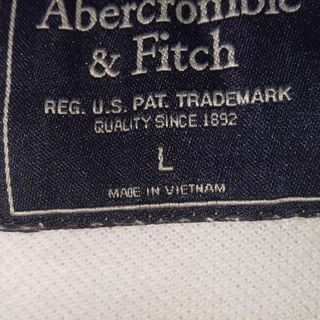 Abercrombie
& Fitch
REG. U.S. PAT. TRADEMARK
QUALITY SINCE 1892
L
MADE IN VIETNAM